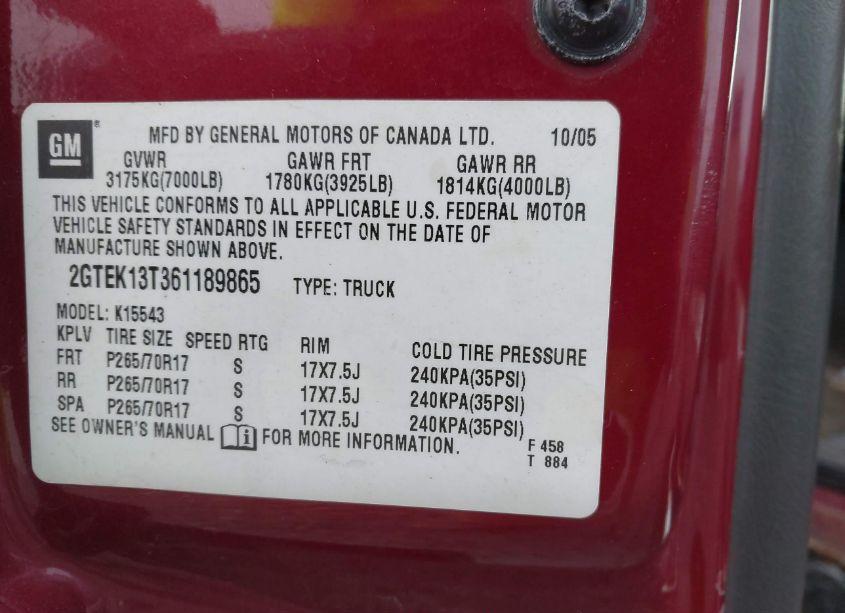 GM ® MFD BY GENERAL MOTORS OF CANADA LTD. 10/05
GVWR GAWR FRT GAWR RR
3175KG(7000LB) 1780KG(3925LB) 1814KG(4000LB)
THIS VEHICLE CONFORMS TO ALL APPLICABLE U.S. FEDERAL MOTOR
VEHICLE SAFETY STANDARDS IN EFFECT ON THE DATE OF
MANUFACTURE SHOWN ABOVE.
2GTEK13T361189865 TYPE: TRUCK
MODEL: K15543
KPLV TIRE SIZE SPEED RTG RIM COLD TIRE PRESSURE
FRT P265/70R17 S 17X7.5J 240KPA(35PSI)
RR P265/70R17 S 17X7.5J 240KPA(35PSI)
SPA P265/70R17 S 17X7.5J 240KPA(35PSI)
SEE OWNER'S MANUAL i FOR MORE INFORMATION.
F 458
T 884